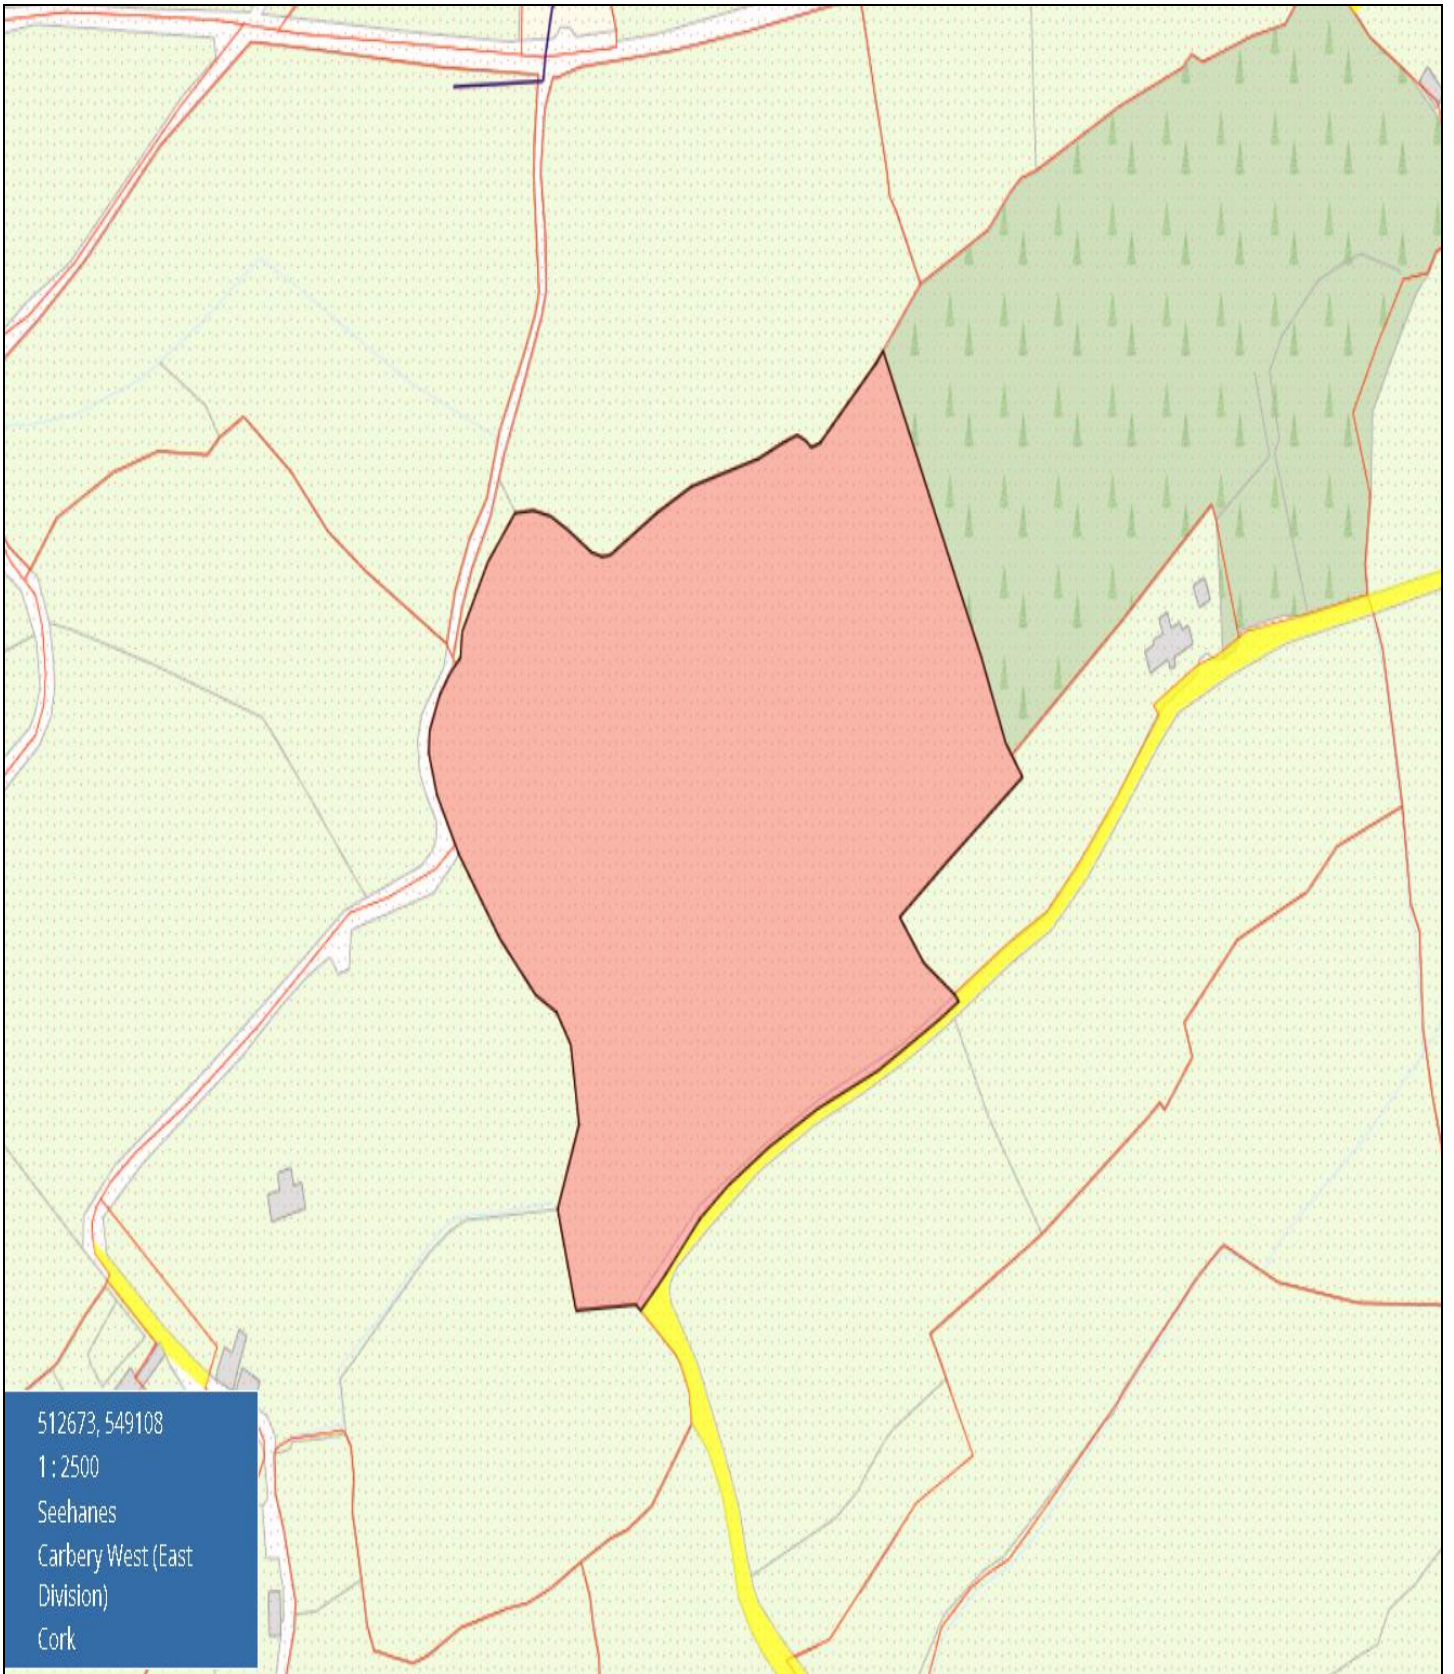 512673, 549108
1 : 2500
Seehanes
Carbery West (East
Division)
Cork